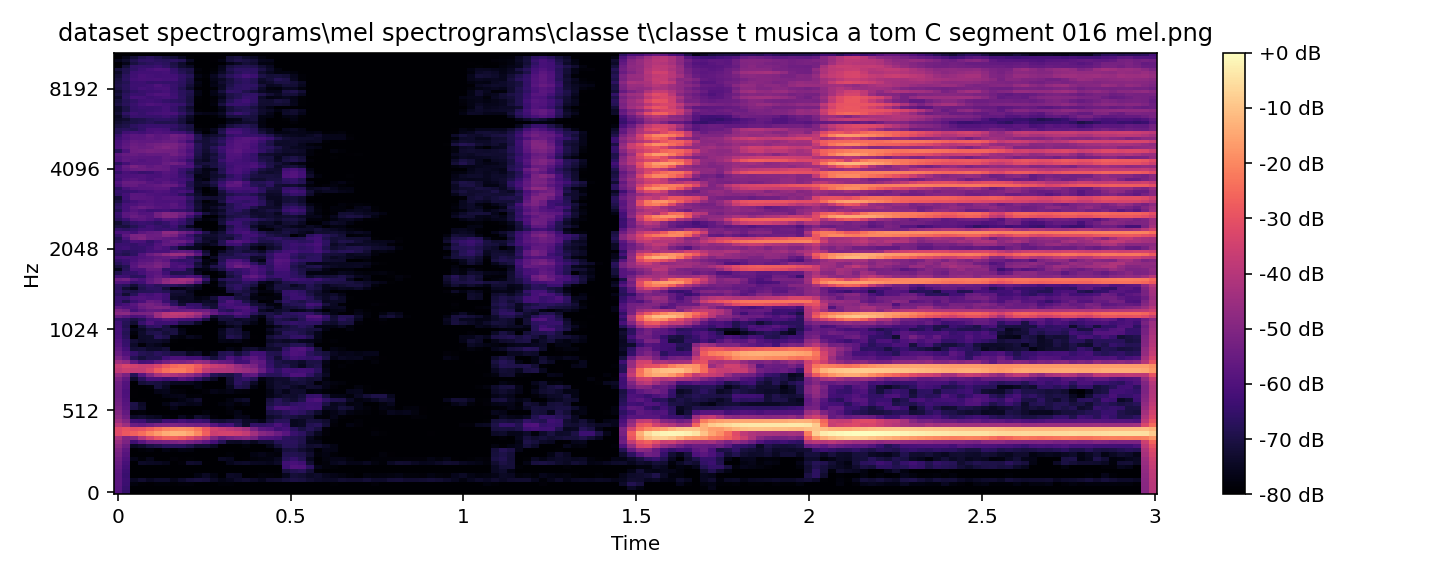 dataset spectrograms\mel spectrograms\classe t\classe t musica a tom C segment 016 mel.png
8192
4096
2048
1024
512
0
Hz
0
0.5
1
1.5
2
2.5
3
Time
+0 dB
-10 dB
-20 dB
-30 dB
-40 dB
-50 dB
-60 dB
-70 dB
-80 dB